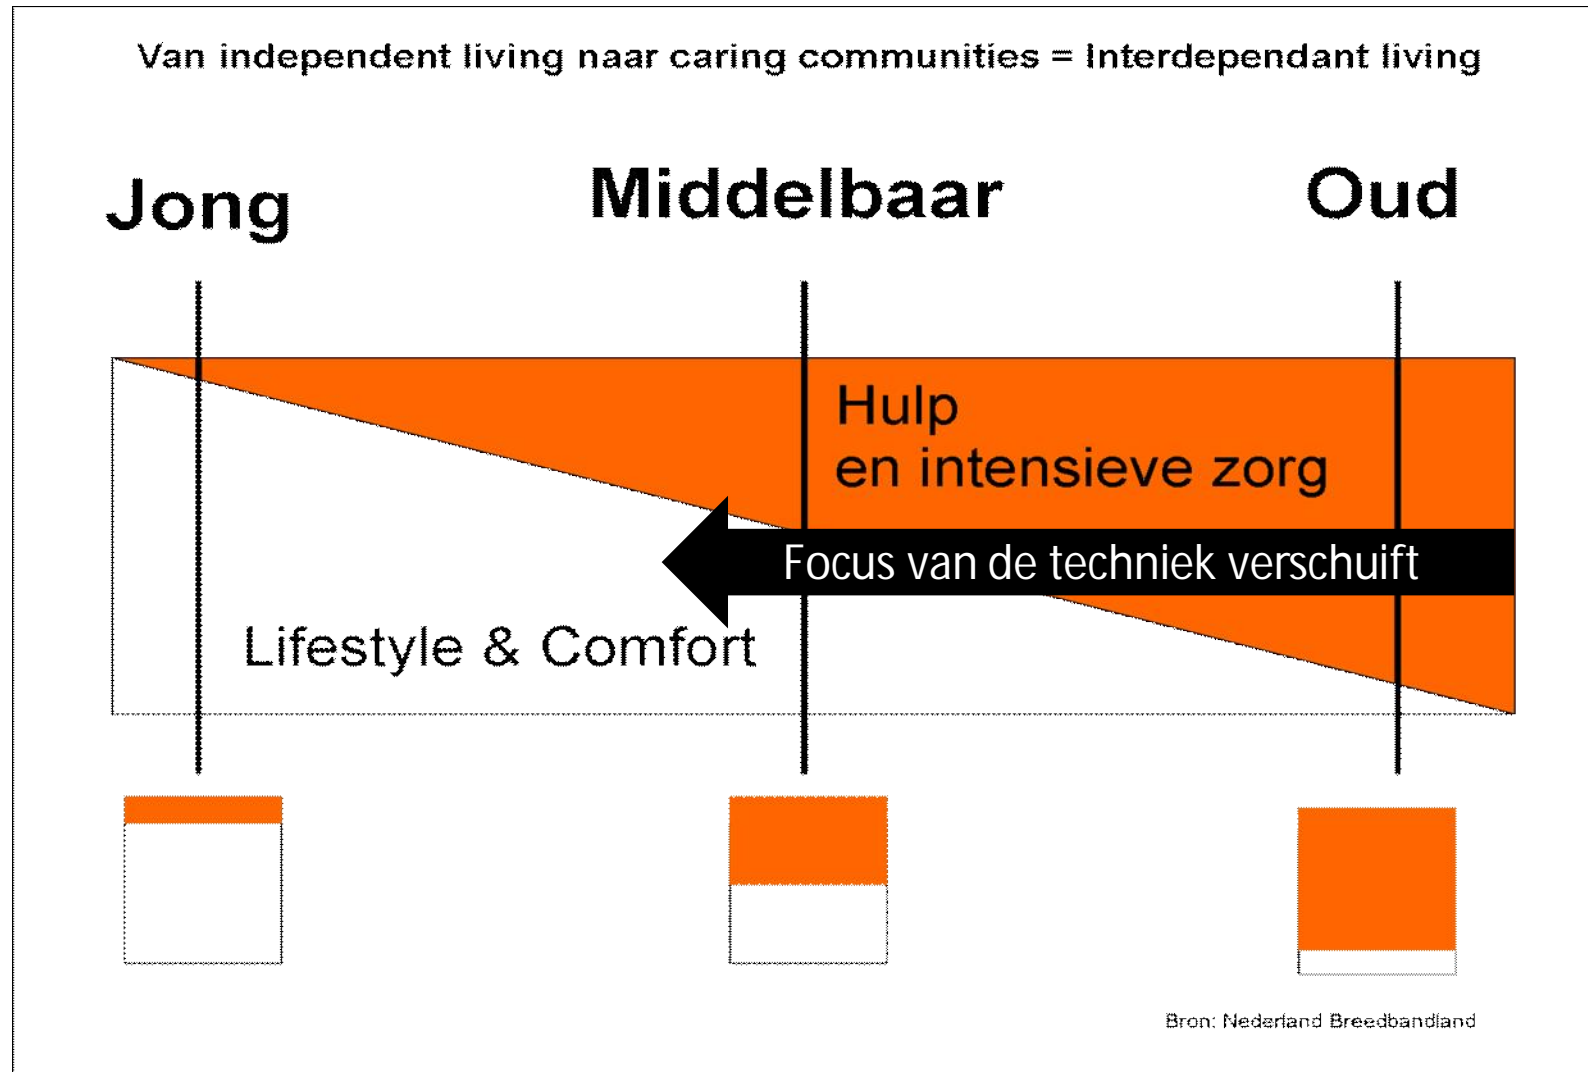 Van independent living naar caring communities = Interdependant living
Jong
Middelbaar
Oud
Hulp
en intensieve zorg
Focus van de techniek verschuift
Lifestyle & Comfort
Bron: Nederland Breedbandland